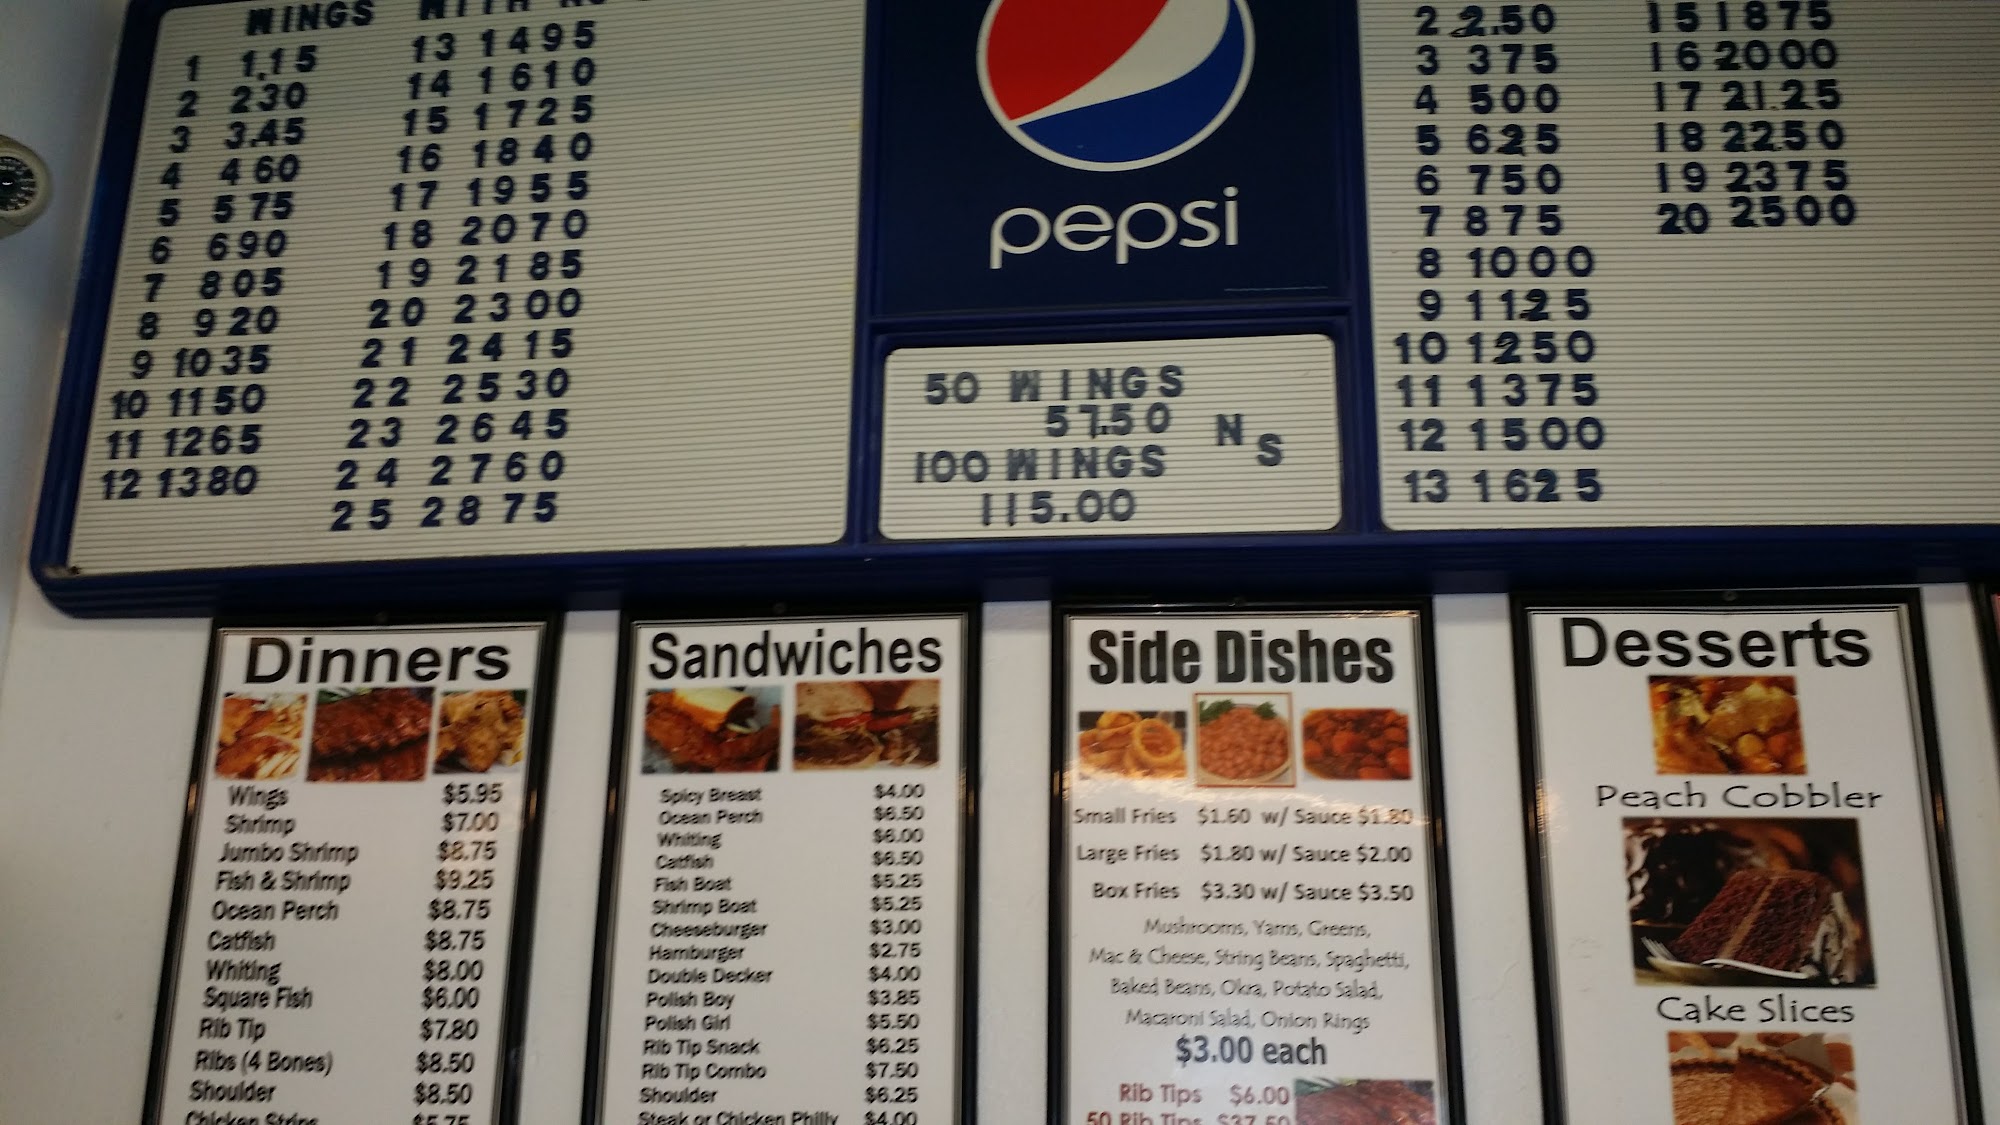 WINGS WITH NO
1 1.15 13 1495
2 230 14 1610
3 3.45 15 1725
4 460 16 1840
5 575 17 1955
6 690 18 2070
7 805 19 2185
8 920 20 2300
9 1035 21 2415
10 1150 22 2530
11 1265 23 2645
12 1380 24 2760
25 2875
pepsi
50 WINGS
57.50 N S
100 WINGS
115.00
2 2.50 15 1875
3 375 16 2000
4 500 17 21.25
5 625 18 2250
6 750 19 2375
7 875 20 2500
8 1000
9 1125
10 1250
11 1375
12 1500
13 1625
Dinners
Wings $5.95
Shrimp $7.00
Jumbo Shrimp $8.75
Fish & Shrimp $9.25
Ocean Perch $8.75
Catfish $8.75
Whiting $8.00
Square Fish $6.00
Rib Tip $7.80
Ribs (4 Bones) $8.50
Shoulder $8.50
Chicken Strips $5.75
Sandwiches
Spicy Breast $4.00
Ocean Perch $6.50
Whiting $6.00
Catfish $6.50
Fish Boat $5.25
Shrimp Boat $5.25
Cheeseburger $3.00
Hamburger $2.75
Double Decker $4.00
Polish Boy $3.85
Polish Girl $5.50
Rib Tip Snack $6.25
Rib Tip Combo $7.50
Shoulder $6.25
Steak or Chicken Philly $4.00
Side Dishes
Small Fries $1.60 w/ Sauce $1.80
Large Fries $1.80 w/ Sauce $2.00
Box Fries $3.30 w/ Sauce $3.50
Mushrooms, Yams, Greens,
Mac & Cheese, String Beans, Spaghetti,
Baked Beans, Okra, Potato Salad,
Macaroni Salad, Onion Rings
$3.00 each
Rib Tips $6.00
50 Rib Tips $37.50
Desserts
Peach Cobbler
Cake Slices